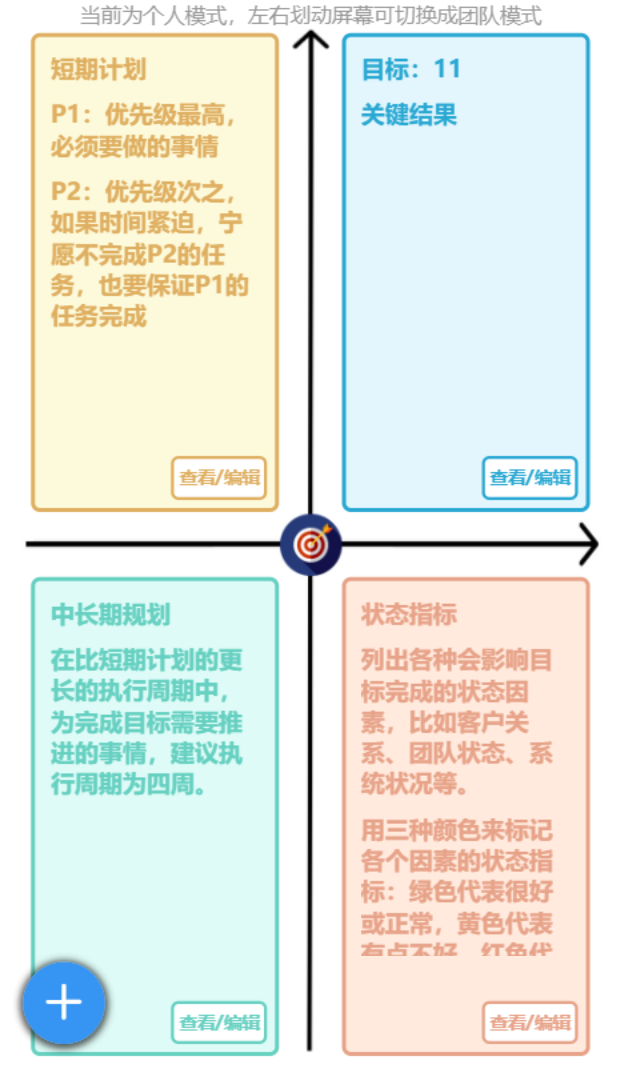 当前为个人模式，左右划动屏幕可切换成团队模式
短期计划
P1：优先级最高，
必须要做的事情
P2：优先级次之，
如果时间紧迫，宁
愿不完成P2的任
务，也要保证P1的
任务完成
查看/编辑
目标：11
关键结果
查看/编辑
中长期规划
在比短期计划的更
长的执行周期中，
为完成目标需要推
进的事情，建议执
行周期为四周。
查看/编辑
状态指标
列出各种会影响目
标完成的状态因
素，比如客户关
系、团队状态、系
统状况等。
用三种颜色来标记
各个因素的状态指
标：绿色代表很好
或正常，黄色代表
有点不好，红色代
查看/编辑